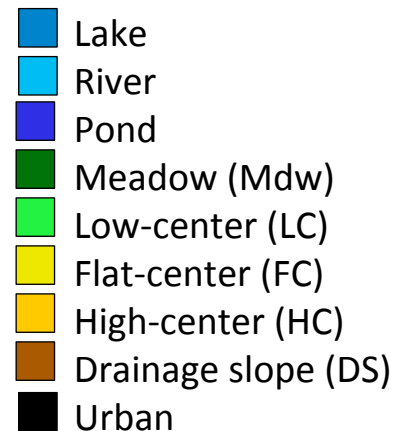 Lake
River
Pond
Meadow (Mdw)
Low-center (LC)
Flat-center (FC)
High-center (HC)
Drainage slope (DS)
Urban